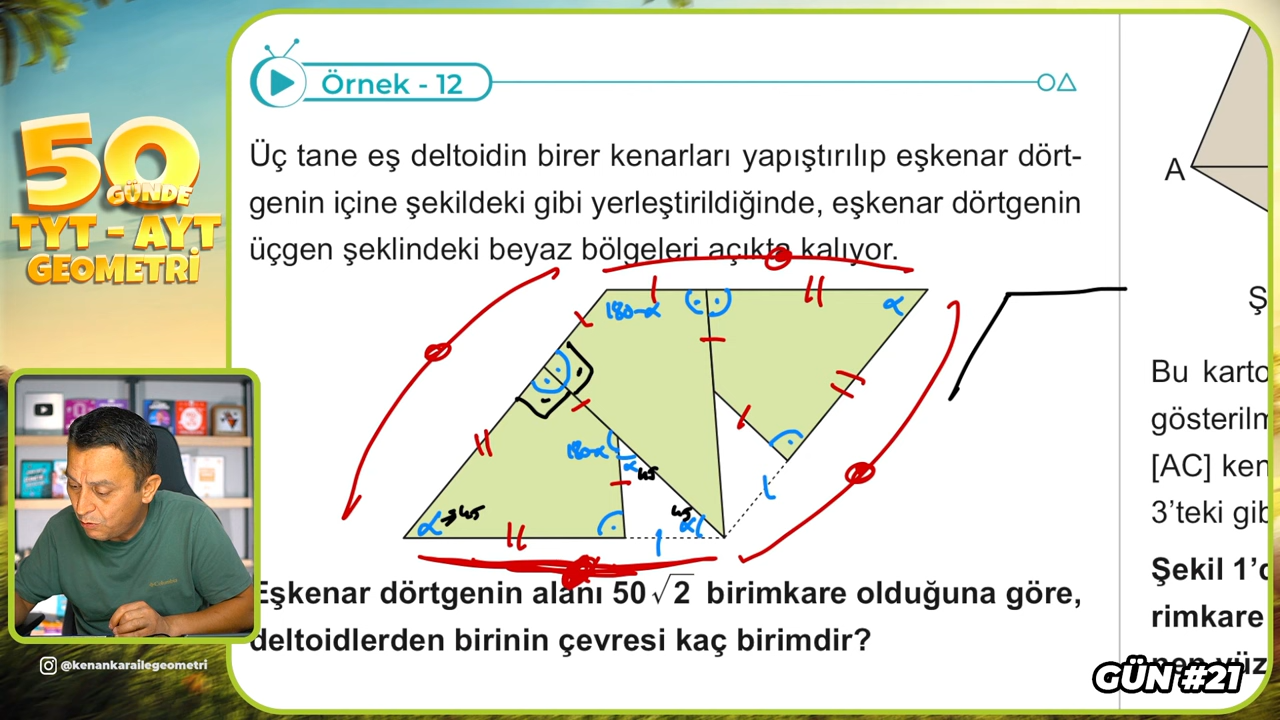 50
GÜNDE
TYT - AYT
GEOMETRİ
Örnek - 12
Üç tane eş deltoidin birer kenarları yapıştırılıp eşkenar dört-
genin içine şekildeki gibi yerleştirildiğinde, eşkenar dörtgenin
üçgen şeklindeki beyaz bölgeleri açıkta kalıyor.
180-α
α
180-α
α
45
α
45
45
α
Eşkenar dörtgenin alanı 50√2 birimkare olduğuna göre,
deltoidlerden birinin çevresi kaç birimdir?
A
Ş
Bu karto
gösterilm
[AC] ken
3’teki gib
Şekil 1’d
rimkare
@kenankarailegeometri
GÜN #21